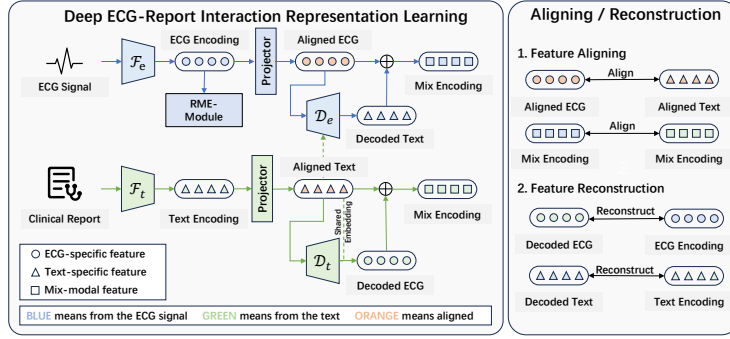 Deep ECG-Report Interaction Representation Learning
ECG Signal
Fe
ECG Encoding
RME-
Module
Projector
Aligned ECG
De
Decoded Text
Mix Encoding
Clinical Report
Ft
Text Encoding
Projector
Aligned Text
Shared
Embedding
Dt
Decoded ECG
Mix Encoding
ECG-specific feature
Text-specific feature
Mix-modal feature
BLUE means from the ECG signal GREEN means from the text ORANGE means aligned
Aligning / Reconstruction
1. Feature Aligning
Align
Aligned ECG Aligned Text
Align
Mix Encoding Mix Encoding
2. Feature Reconstruction
Reconstruct
Decoded ECG ECG Encoding
Reconstruct
Decoded Text Text Encoding